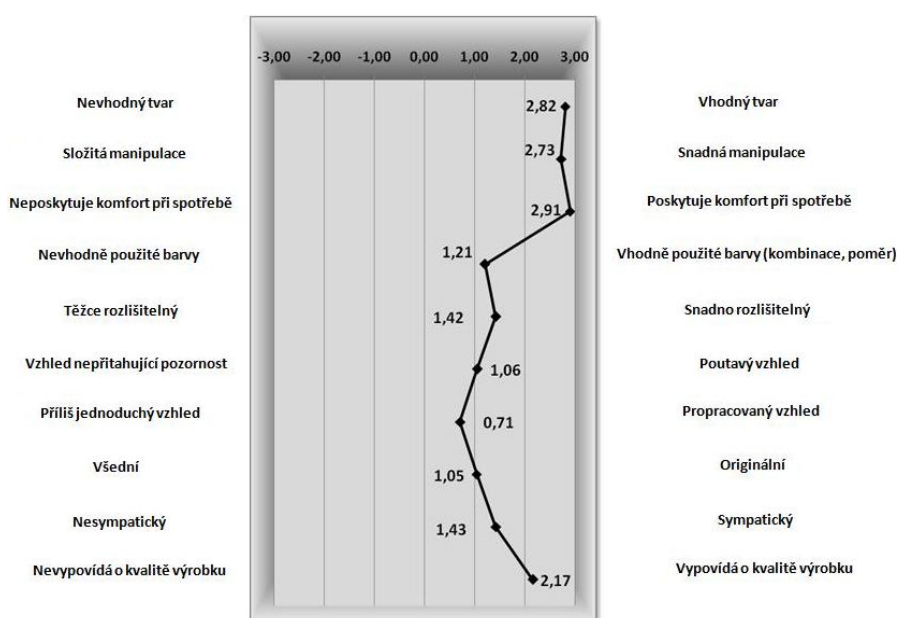 -3,00 -2,00 -1,00 0,00 1,00 2,00 3,00
Nevhodný tvar 2,82 Vhodný tvar
Složitá manipulace 2,73 Snadná manipulace
Neposkytuje komfort při spotřebě 2,91 Poskytuje komfort při spotřebě
Nevhodně použité barvy 1,21 Vhodně použité barvy (kombinace, poměr)
Těžce rozlišitelný 1,42 Snadno rozlišitelný
Vzhled nepřitahující pozornost 1,06 Poutavý vzhled
Příliš jednoduchý vzhled 0,71 Propracovaný vzhled
Všední 1,05 Originální
Nesympatický 1,43 Sympatický
Nevypovídá o kvalitě výrobku 2,17 Vypovídá o kvalitě výrobku